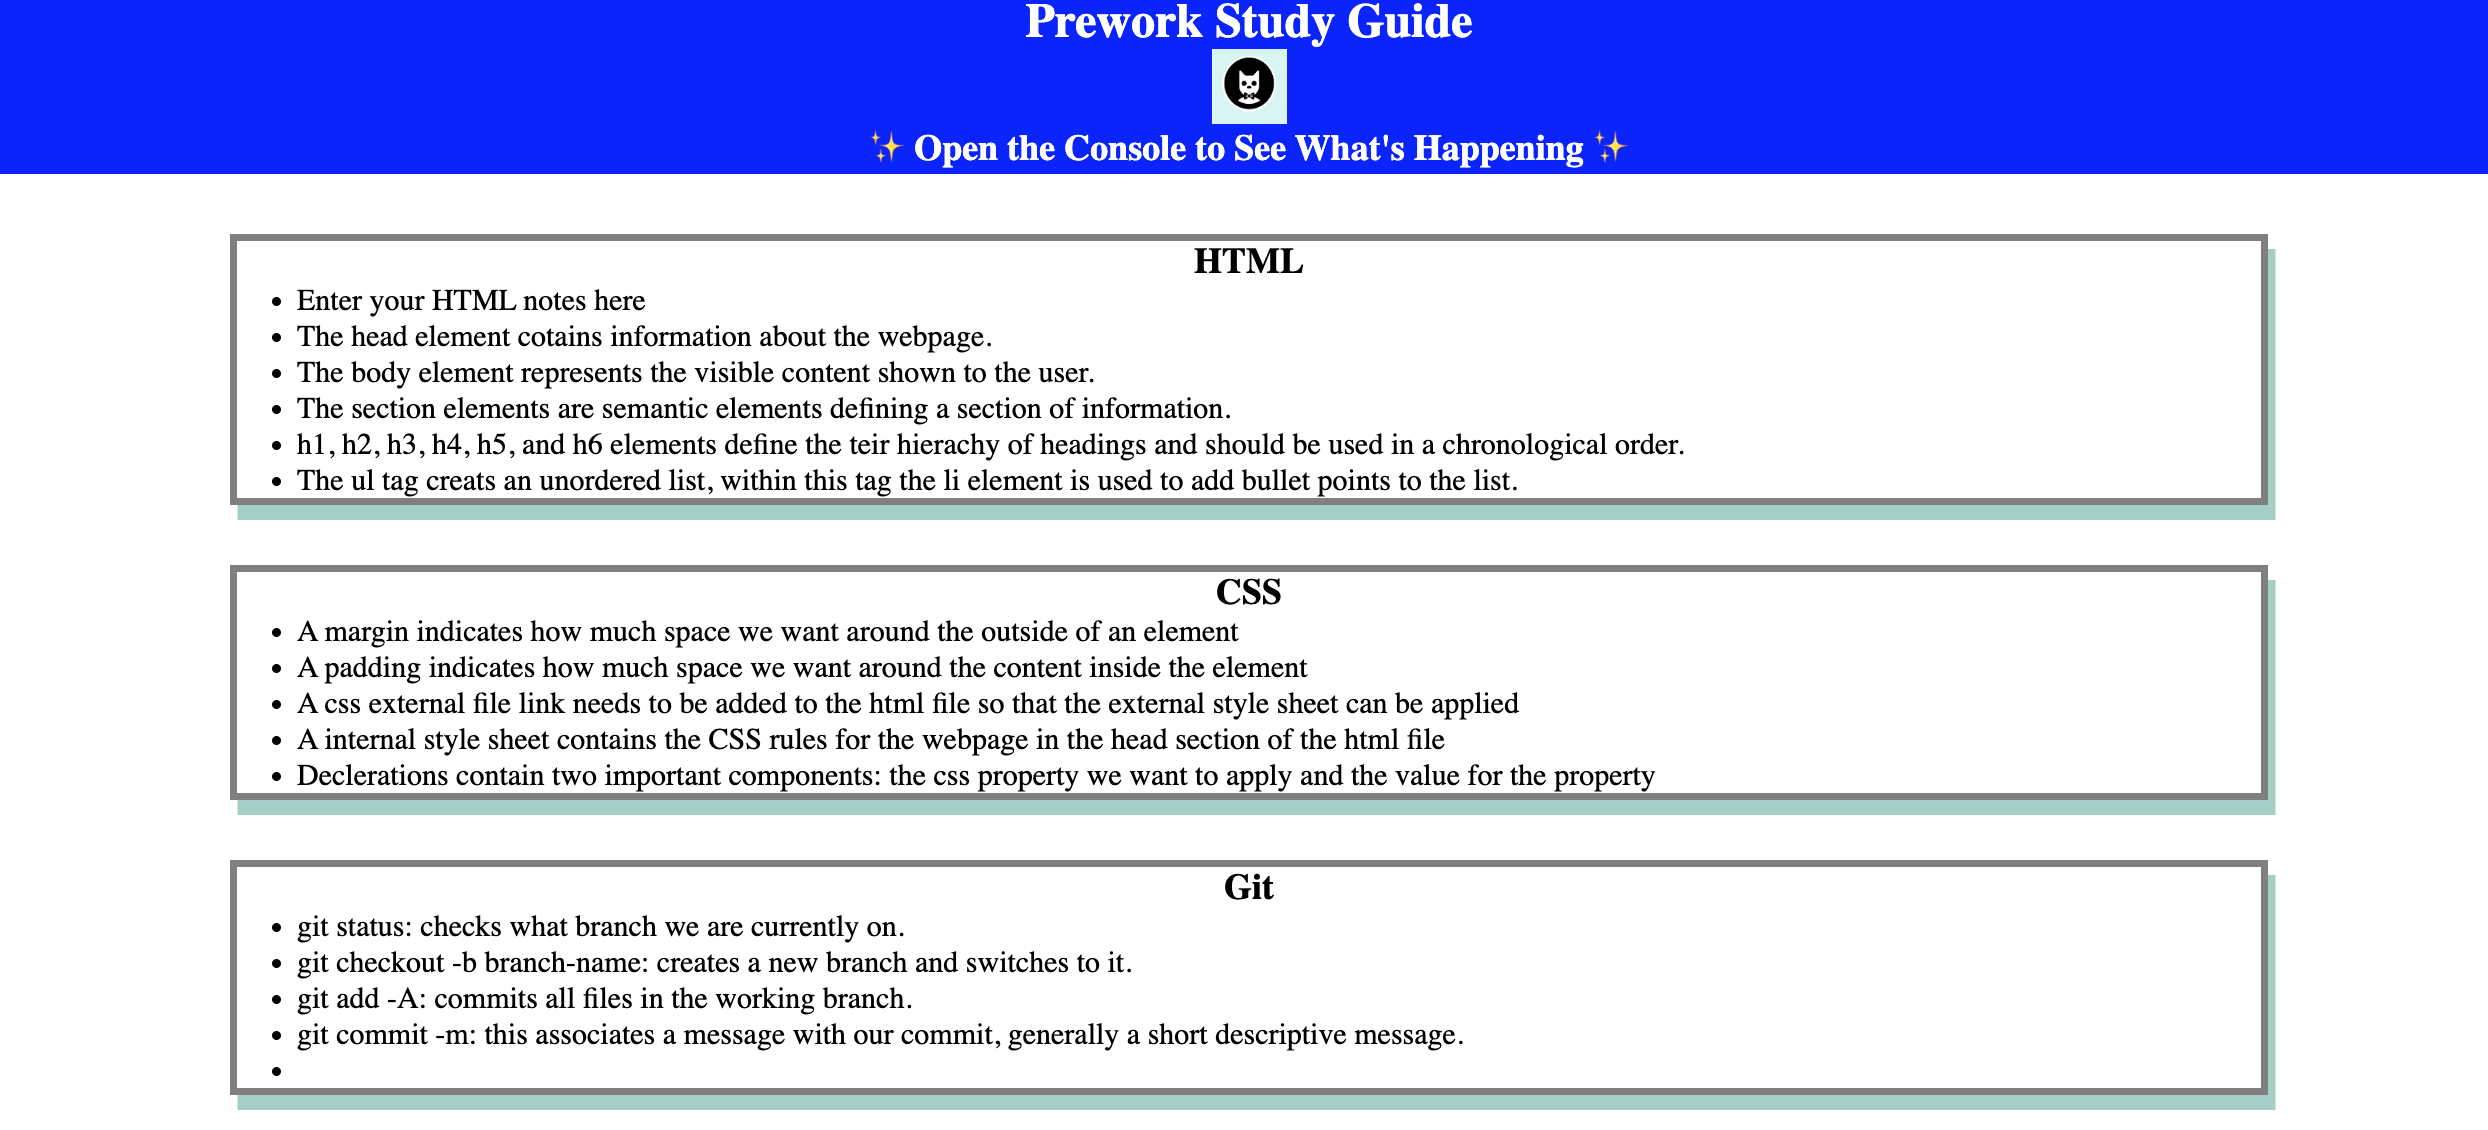 Prework Study Guide
✨ Open the Console to See What's Happening ✨
HTML
• Enter your HTML notes here
• The head element cotains information about the webpage.
• The body element represents the visible content shown to the user.
• The section elements are semantic elements defining a section of information.
• h1, h2, h3, h4, h5, and h6 elements define the teir hierachy of headings and should be used in a chronological order.
• The ul tag creats an unordered list, within this tag the li element is used to add bullet points to the list.
CSS
• A margin indicates how much space we want around the outside of an element
• A padding indicates how much space we want around the content inside the element
• A css external file link needs to be added to the html file so that the external style sheet can be applied
• A internal style sheet contains the CSS rules for the webpage in the head section of the html file
• Declerations contain two important components: the css property we want to apply and the value for the property
Git
• git status: checks what branch we are currently on.
• git checkout -b branch-name: creates a new branch and switches to it.
• git add -A: commits all files in the working branch.
• git commit -m: this associates a message with our commit, generally a short descriptive message.
•